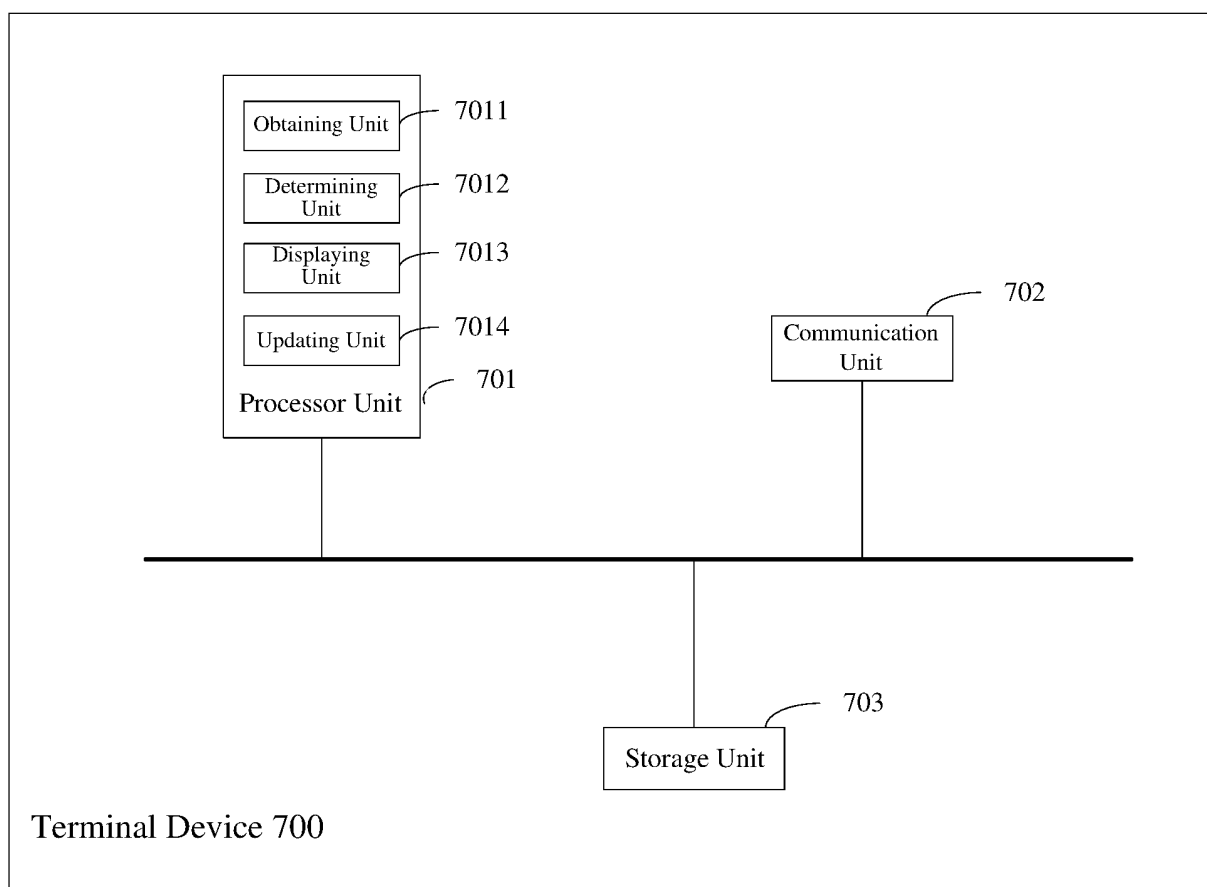 Obtaining Unit
7011
Determining
Unit
7012
Displaying
Unit
7013
Updating Unit
7014
701
Processor Unit
702
Communication
Unit
703
Storage Unit
Terminal Device 700